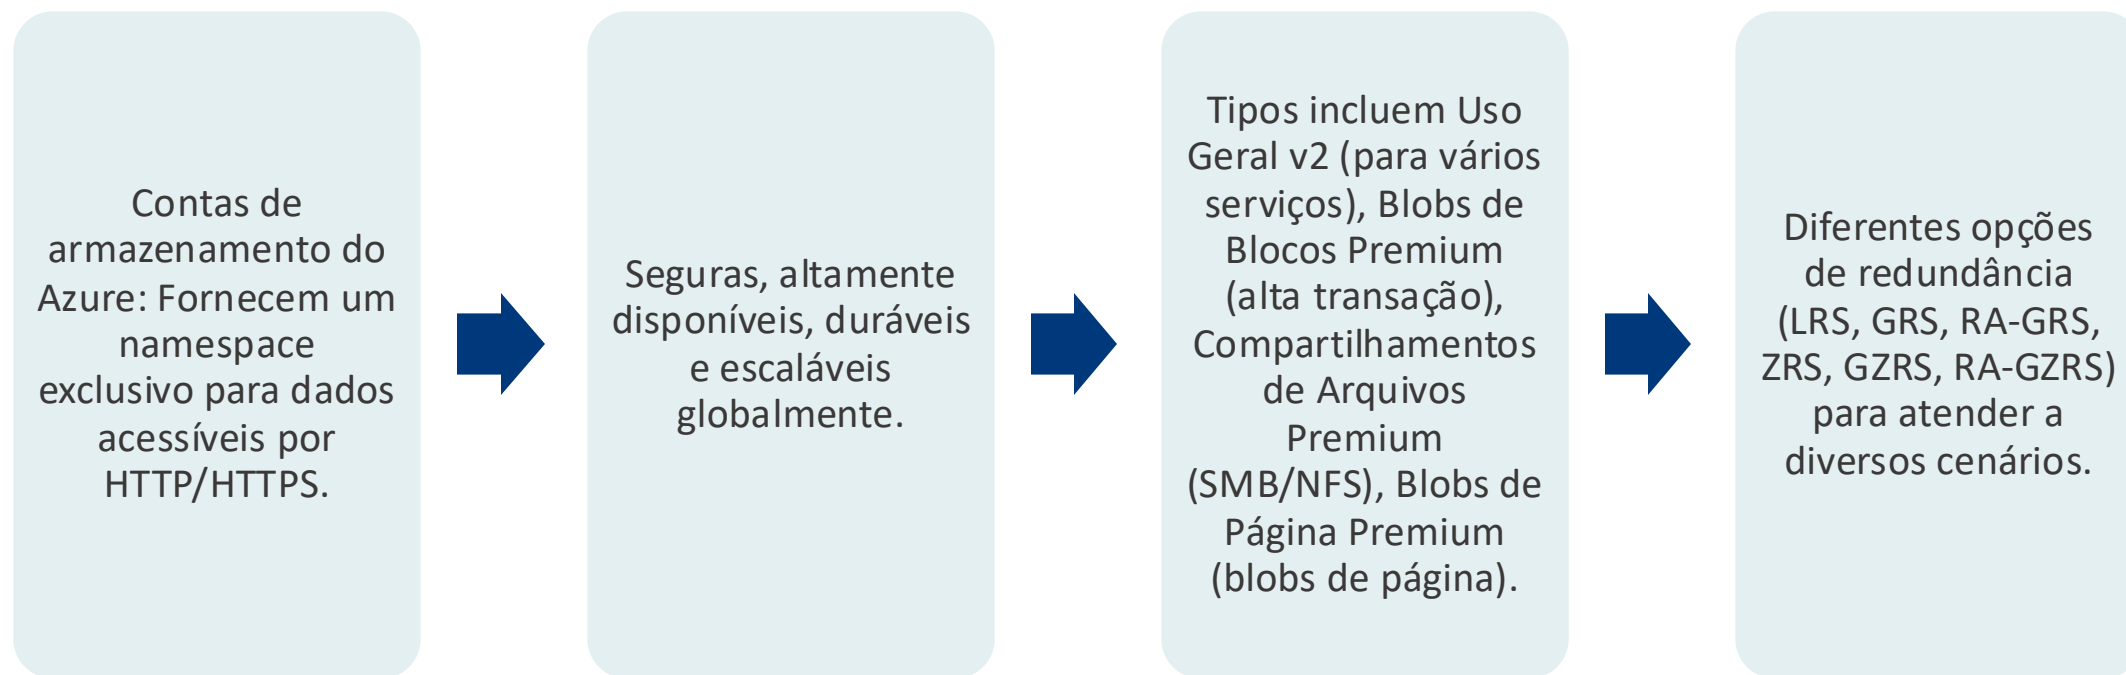 Contas de
armazenamento do
Azure: Fornecem um
namespace
exclusivo para dados
acessíveis por
HTTP/HTTPS.
Seguras, altamente
disponíveis, duráveis
e escaláveis
globalmente.
Tipos incluem Uso
Geral v2 (para vários
serviços), Blobs de
Blocos Premium
(alta transação),
Compartilhamentos
de Arquivos
Premium
(SMB/NFS), Blobs de
Página Premium
(blobs de página).
Diferentes opções
de redundância
(LRS, GRS, RA-GRS,
ZRS, GZRS, RA-GZRS)
para atender a
diversos cenários.